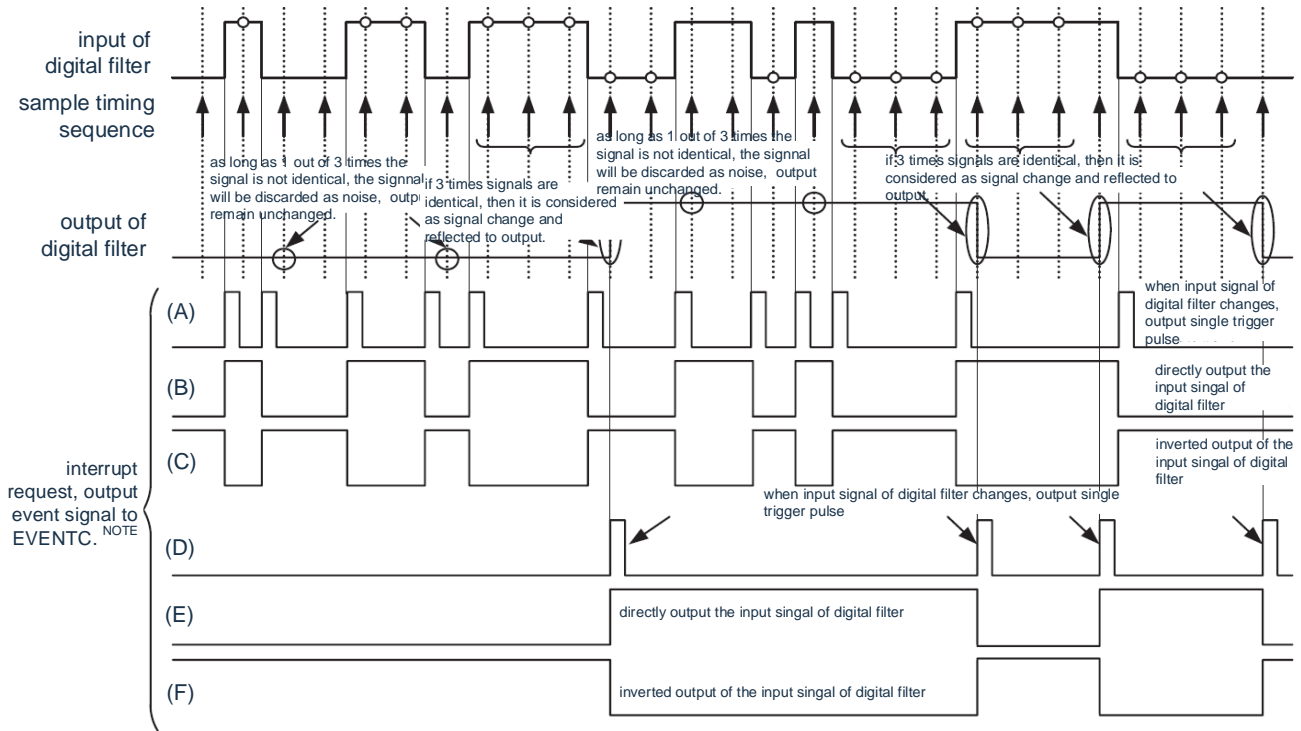 input of
digital filter
sample timing
sequence
as long as 1 out of 3 times the
signal is not identical, the signnal
will be discarded as noise, outpu
remain unchanged.
if 3 times signals are
identical, then it is considered
as signal change and
reflected to output.
as long as 1 out of 3 times the
signal is not identical, the signnal
will be discarded as noise, output
remain unchanged.
if 3 times signals are identical, then it is
considered as signal change and reflected to
output.
output of
digital filter
(A)
when input signal of
digital filter changes,
output single trigger
pulse
(B)
directly output the
input singal of
digital filter
(C)
inverted output of the
input singal of digital
filter
interrupt
request, output
event signal to
EVENTC. NOTE
when input signal of digital filter changes, output single
trigger pulse
(D)
(E)
directly output the input singal of digital filter
(F)
inverted output of the input singal of digital filter